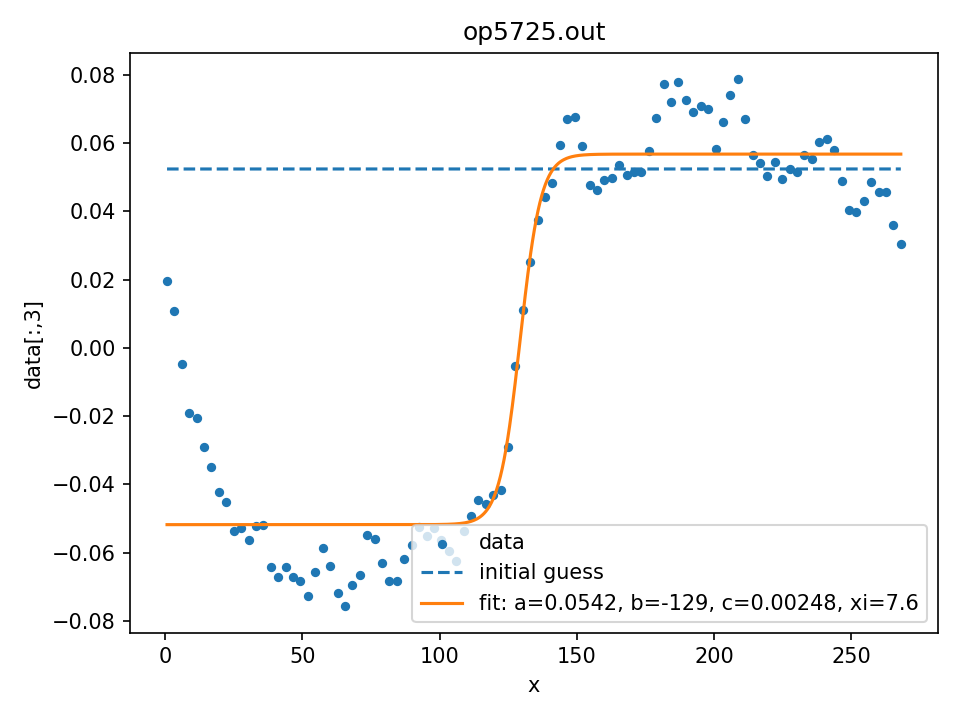 op5725.out
0.08
0.06
0.04
0.02
0.00
−0.02
−0.04
−0.06
−0.08
data[:,3]
data
initial guess
fit: a=0.0542, b=-129, c=0.00248, xi=7.6
0 50 100 150 200 250
x